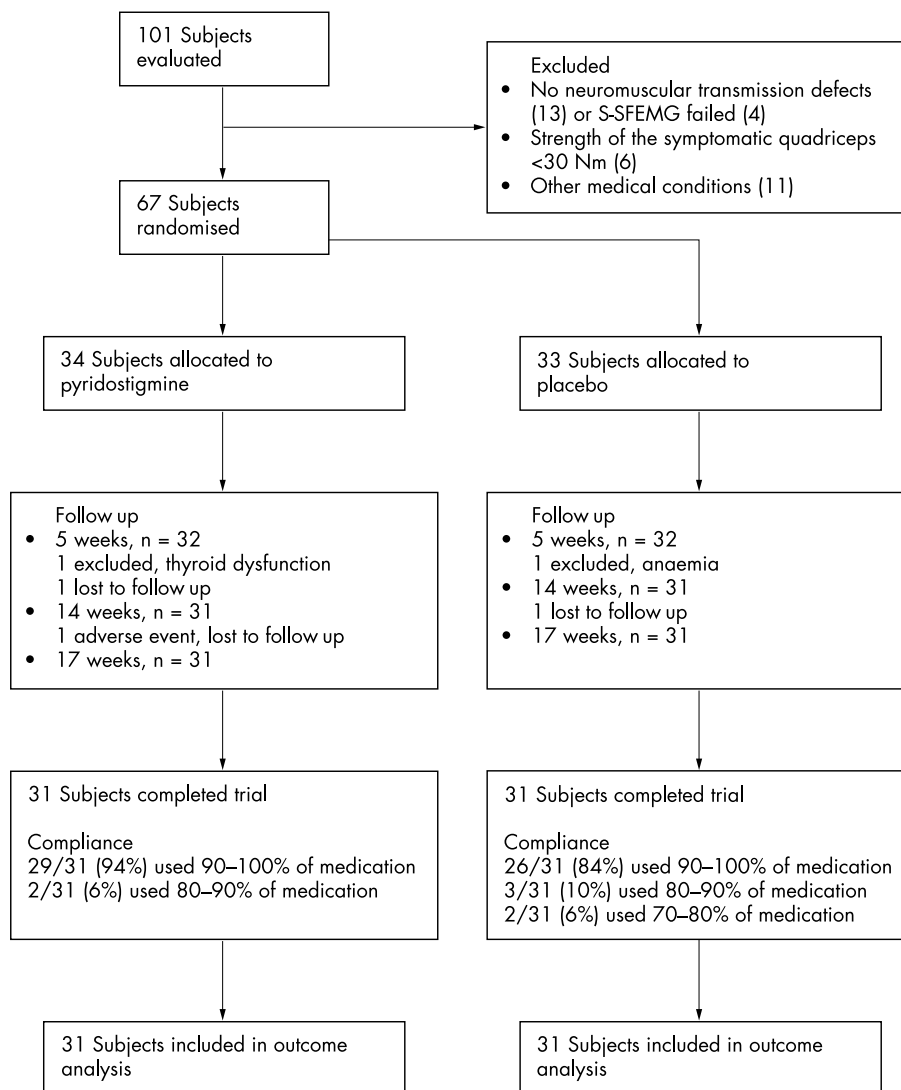 101 Subjects
evaluated
Excluded
• No neuromuscular transmission defects
(13) or S-SFEMG failed (4)
• Strength of the symptomatic quadriceps
<30 Nm (6)
• Other medical conditions (11)
67 Subjects
randomised
34 Subjects allocated to
pyridostigmine
33 Subjects allocated to
placebo
Follow up
• 5 weeks, n = 32
1 excluded, thyroid dysfunction
1 lost to follow up
• 14 weeks, n = 31
1 adverse event, lost to follow up
• 17 weeks, n = 31
Follow up
• 5 weeks, n = 32
1 excluded, anaemia
• 14 weeks, n = 31
1 lost to follow up
• 17 weeks, n = 31
31 Subjects completed trial
Compliance
29/31 (94%) used 90–100% of medication
2/31 (6%) used 80–90% of medication
31 Subjects completed trial
Compliance
26/31 (84%) used 90–100% of medication
3/31 (10%) used 80–90% of medication
2/31 (6%) used 70–80% of medication
31 Subjects included in outcome
analysis
31 Subjects included in outcome
analysis